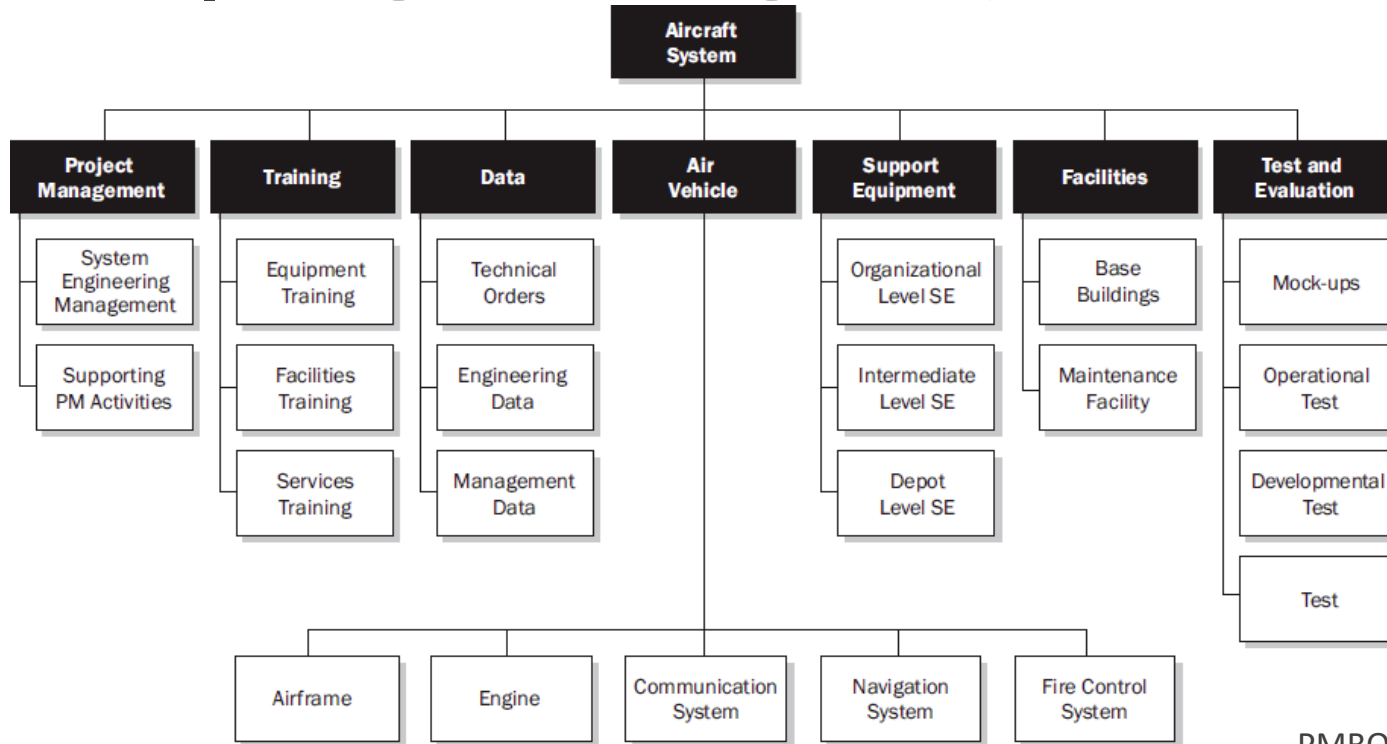 Aircraft
System
Project
Management
Training
Data
Air
Vehicle
Support
Equipment
Facilities
Test and
Evaluation
System
Engineering
Management
Supporting
PM Activities
Equipment
Training
Facilities
Training
Services
Training
Technical
Orders
Engineering
Data
Management
Data
Organizational
Level SE
Intermediate
Level SE
Depot
Level SE
Base
Buildings
Maintenance
Facility
Mock-ups
Operational
Test
Developmental
Test
Test
Airframe
Engine
Communication
System
Navigation
System
Fire Control
System